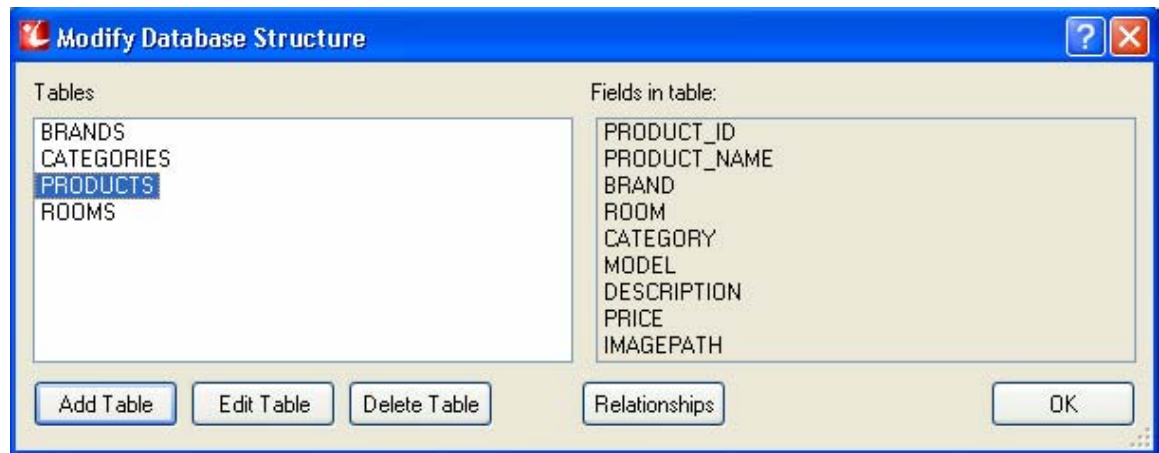 Modify Database Structure
Tables
BRANDS
CATEGORIES
PRODUCTS
ROOMS
Fields in table:
PRODUCT_ID
PRODUCT_NAME
BRAND
ROOM
CATEGORY
MODEL
DESCRIPTION
PRICE
IMAGEPATH
Add Table Edit Table Delete Table Relationships OK